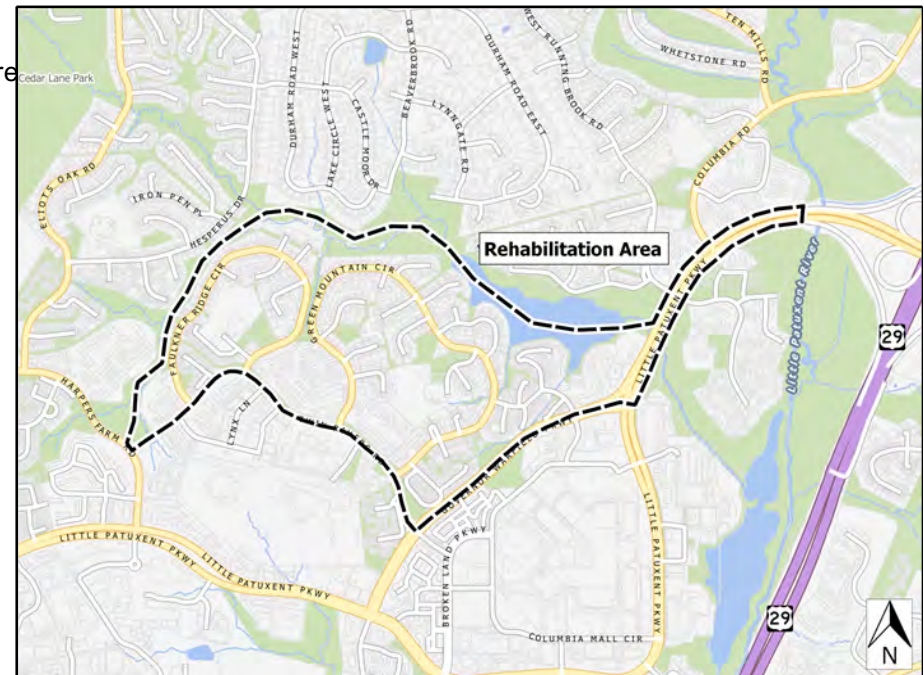 re
Cedar Lane Park
ELIOTS OAK RD
IRON PEN PL
HESPERUS DR
DURHAM ROAD WEST
LAKE CIRCLE WEST
CASTLE MOOR DR
BEAVERBROOK RD
LYNNGATE RD
DURHAM ROAD EAST
WEST RUNNING BROOK RD
TEN MILLS RD
WHETSTONE RD
COLUMBIA RD
Rehabilitation Area
LITTLE PATUXENT PKWY
Little Patuxent River
29
FAULKNER RIDGE CIR
GREEN MOUNTAIN CIR
HARPERS FARM RD
LYNX LN
LITTLE PATUXENT PKWY
LITTLE PATUXENT PKWY
BROKEN LAND PKWY
LITTLE PATUXENT PKWY
COLUMBIA MALL CIR
29
N